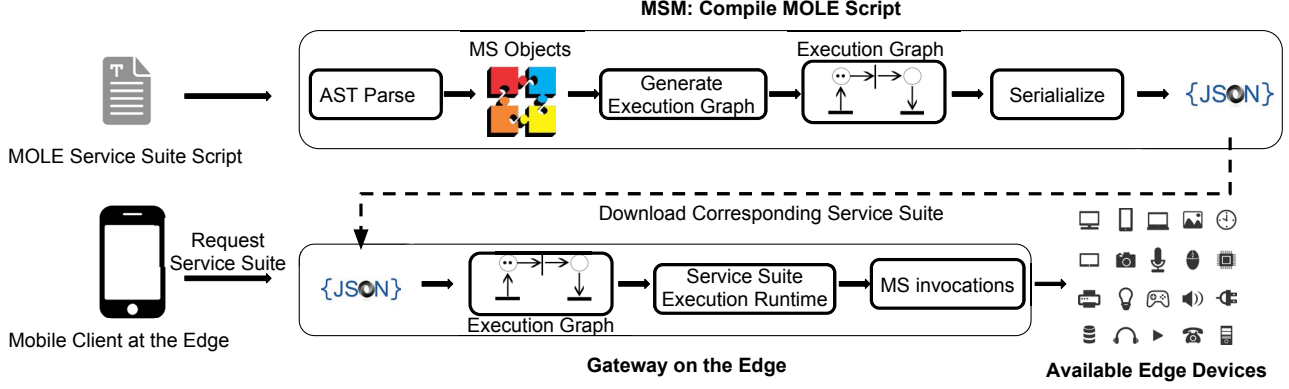 MSM: Compile MOLE Script
MS Objects
Execution Graph
T
AST Parse
Generate
Execution Graph
Serialialize
{JSON}
MOLE Service Suite Script
Download Corresponding Service Suite
Request
Service Suite
{JSON}
Service Suite
Execution Runtime
MS invocations
Execution Graph
Mobile Client at the Edge
Gateway on the Edge
Available Edge Devices